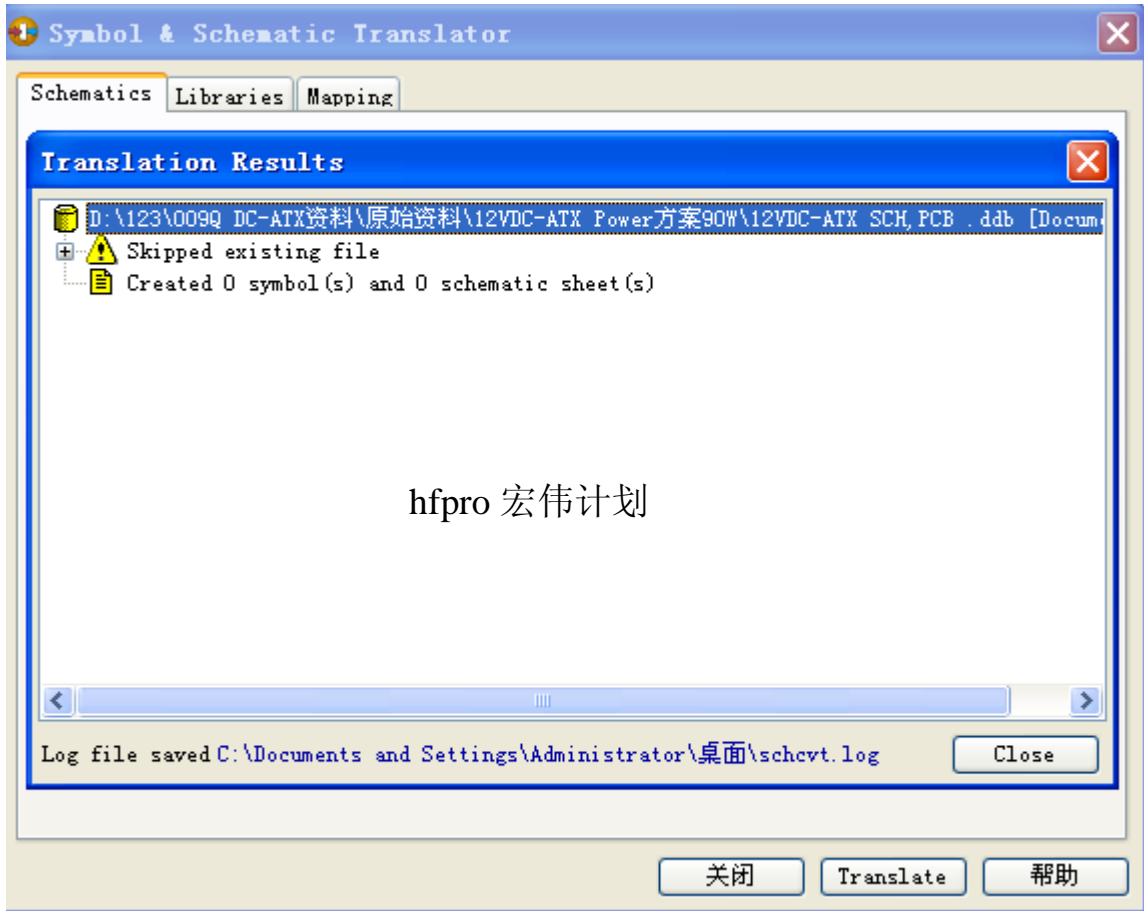 Symbol & Schematic Translator
Schematics Libraries Mapping
Translation Results
D:\123\009Q DC-ATX资料\原始资料\12VDC-ATX Power方案90W\12VDC-ATX SCH,PCB .ddb [Docum
Skipped existing file
Created 0 symbol(s) and 0 schematic sheet(s)
hfpro 宏伟计划
Log file saved C:\Documents and Settings\Administrator\桌面\schcvt.log Close
关闭 Translate 帮助